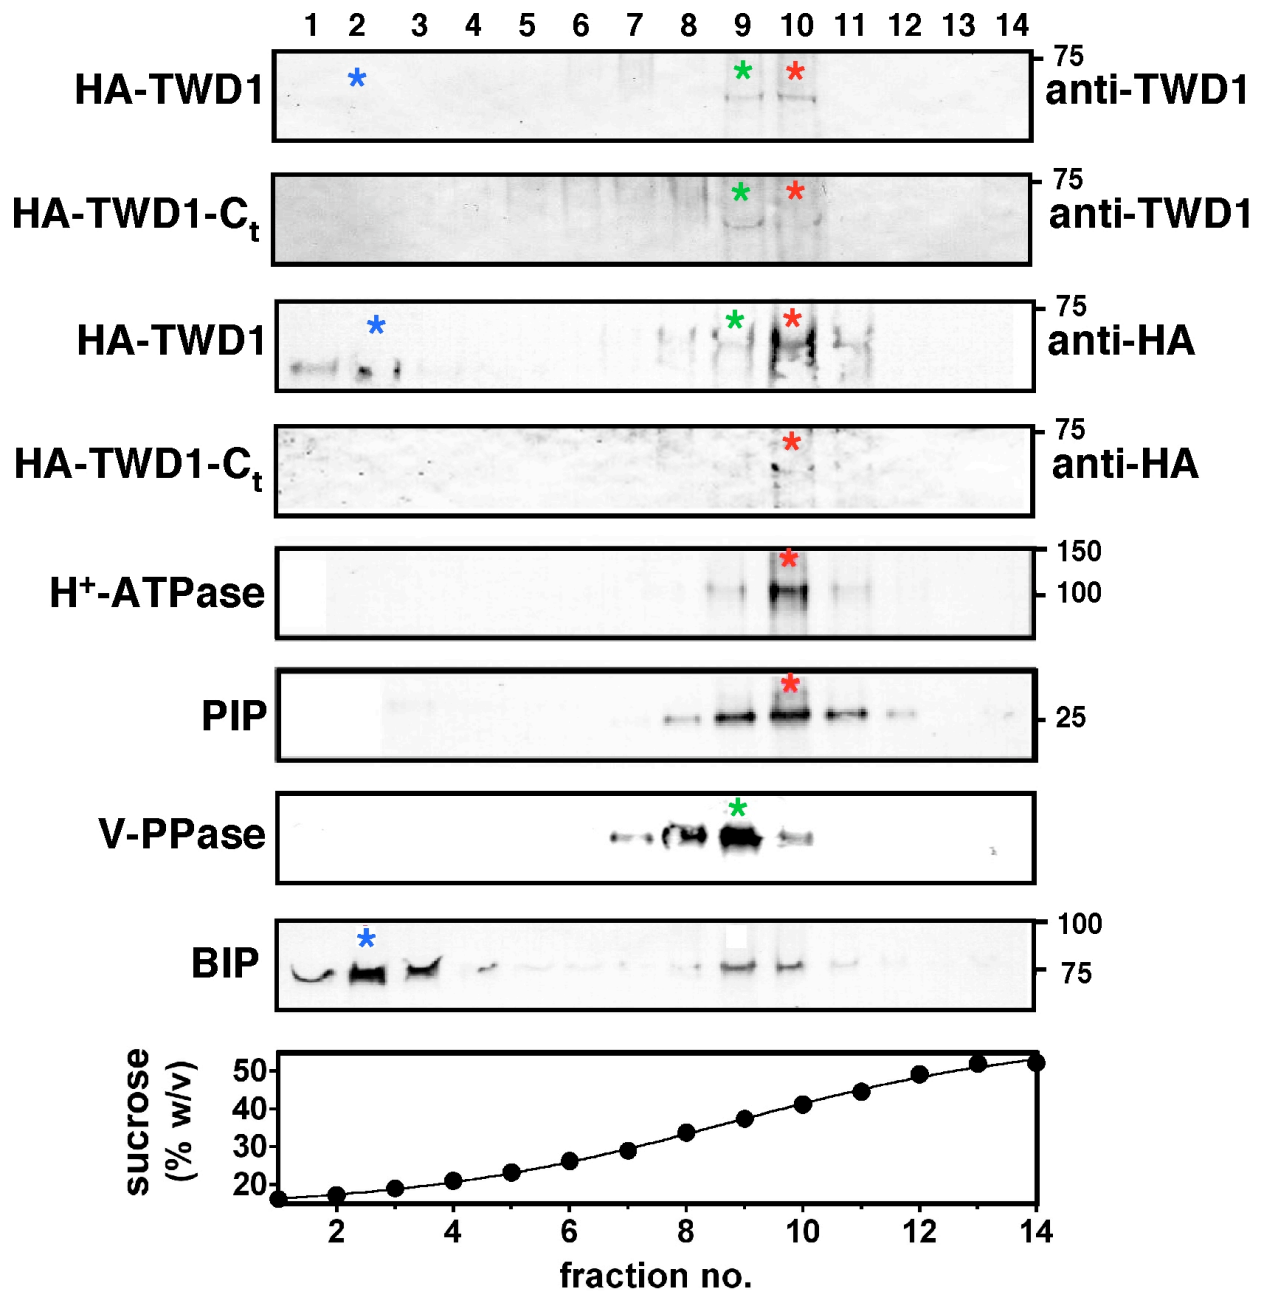 1 2 3 4 5 6 7 8 9 10 11 12 13 14
HA-TWD1 75 anti-TWD1
HA-TWD1-Ct 75 anti-TWD1
HA-TWD1 75 anti-HA
HA-TWD1-Ct 75 anti-HA
H+-ATPase 150
100
PIP 25
V-PPase
BIP 100
75
sucrose
(% w/v)
50
40
30
20
2 4 6 8 10 12 14
fraction no.